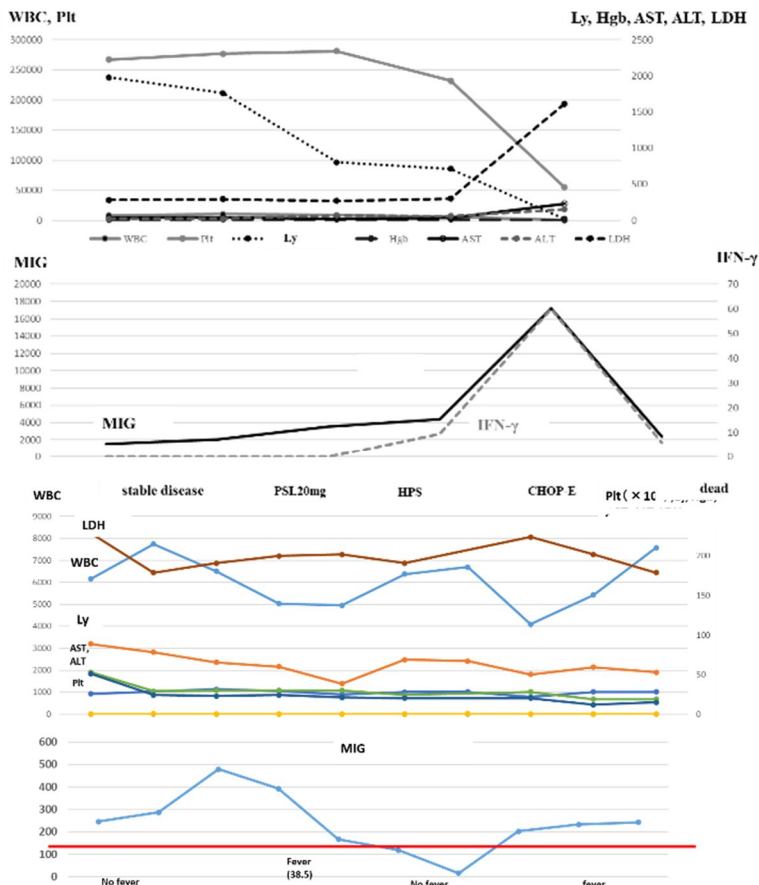 WBC, Plt
Ly, Hgb, AST, ALT, LDH
300000
2500
250000
2000
200000
1500
150000
1000
100000
500
50000
0
0
WBC
Plt
Ly
Hgb
AST
ALT
LDH
MIG
IFN-γ
20000
70
18000
60
16000
14000
50
12000
40
10000
30
8000
6000
20
4000
10
2000
0
0
MIG
IFN-γ
WBC
stable disease
PSL20mg
HPS
CHOP-E
Plt ( ×10
dead
9000
LDH
8000
200
WBC
7000
6000
150
5000
4000
100
Ly
3000
AST,
ALT
2000
50
Plt
1000
0
0
MIG
600
500
400
300
200
100
0
Fever
(38.5)
No fever
No fever
fever